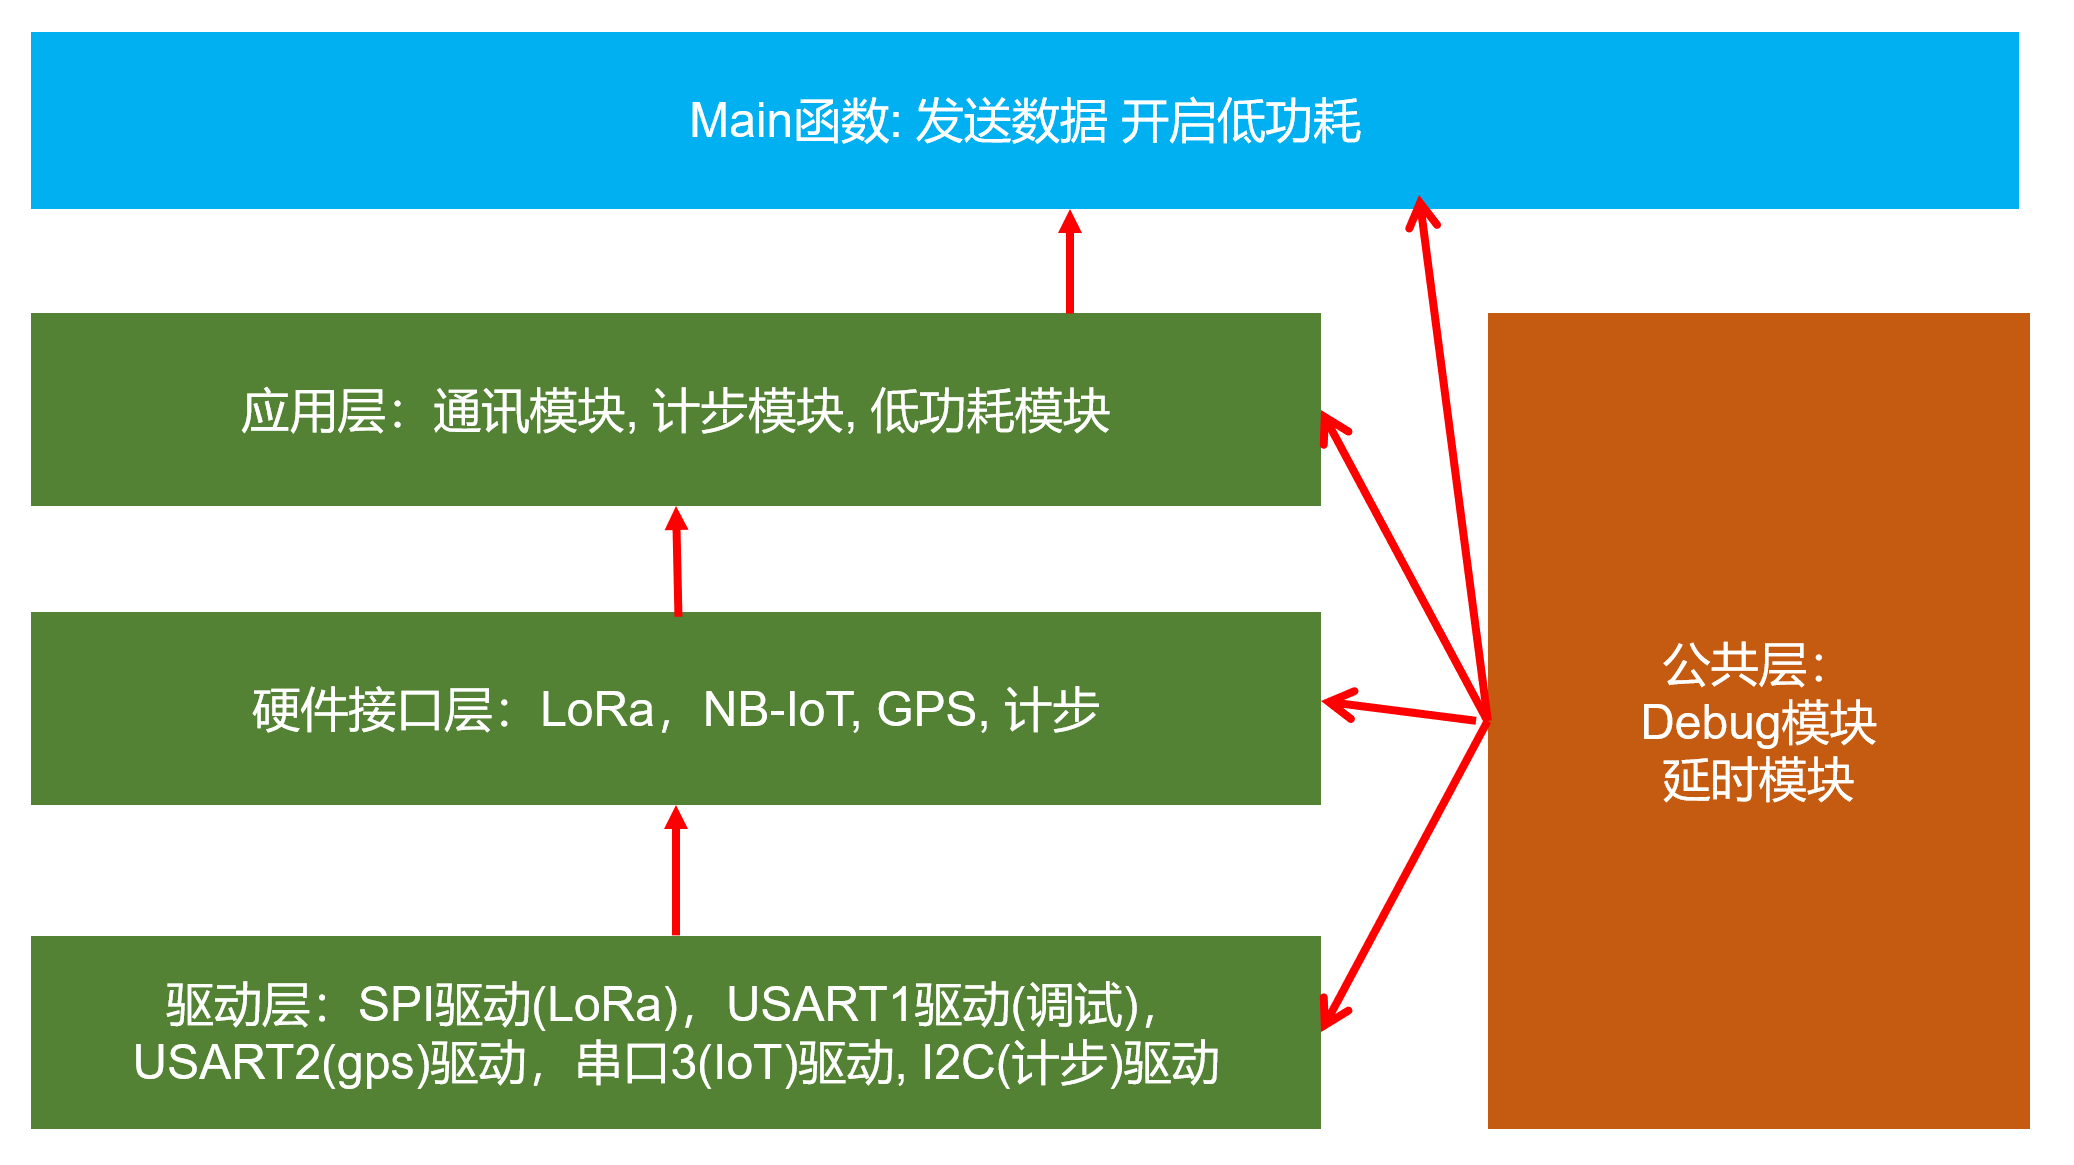 Main函数: 发送数据 开启低功耗
应用层：通讯模块, 计步模块, 低功耗模块
硬件接口层：LoRa，NB-IoT, GPS, 计步
公共层：
Debug模块
延时模块
驱动层：SPI驱动(LoRa)，USART1驱动(调试)，
USART2(gps)驱动，串口3(IoT)驱动, I2C(计步)驱动